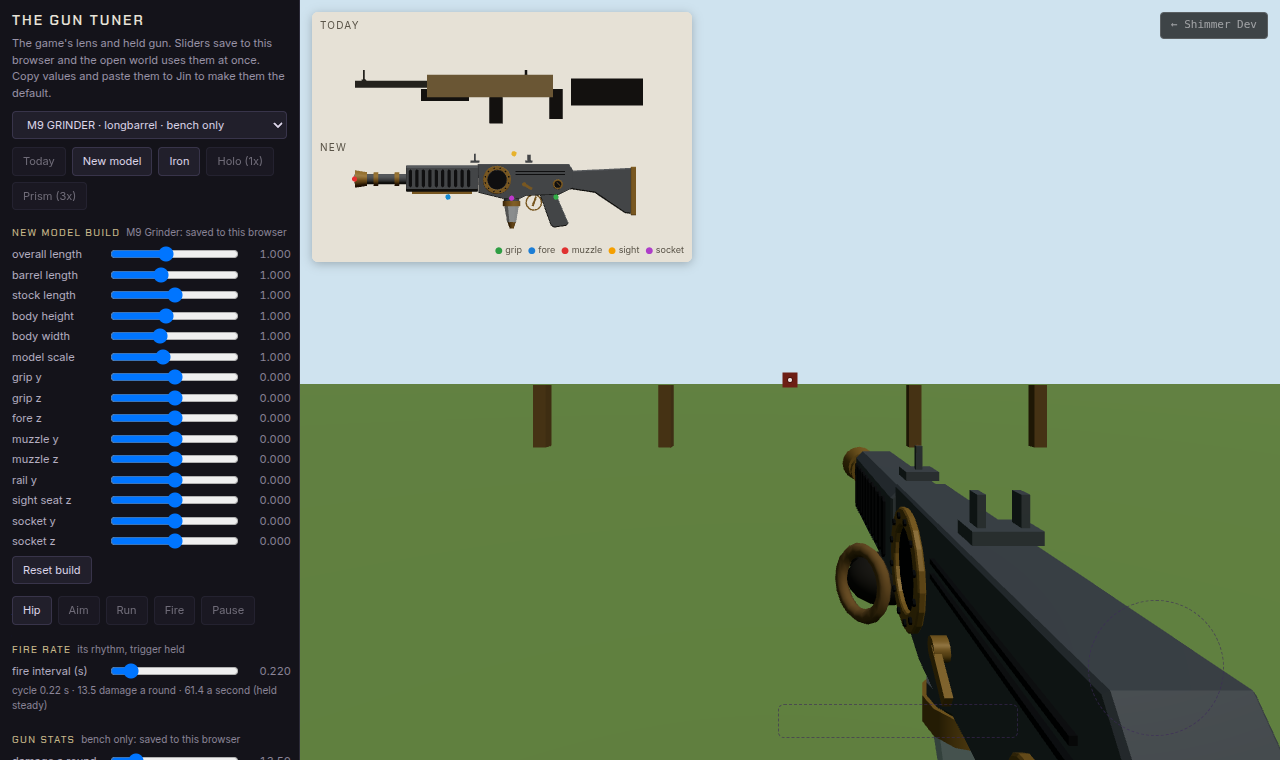 THE GUN TUNER
The game's lens and held gun. Sliders save to this
browser and the open world uses them at once.
Copy values and paste them to Jin to make them the
default.
M9 GRINDER · longbarrel · bench only
Today New model Iron Holo (1x)
Prism (3x)
NEW MODEL BUILD M9 Grinder: saved to this browser
overall length 1.000
barrel length 1.000
stock length 1.000
body height 1.000
body width 1.000
model scale 1.000
grip y 0.000
grip z 0.000
fore z 0.000
muzzle y 0.000
muzzle z 0.000
rail y 0.000
sight seat z 0.000
socket y 0.000
socket z 0.000
Reset build
Hip Aim Run Fire Pause
FIRE RATE its rhythm, trigger held
fire interval (s) 0.220
cycle 0.22 s · 13.5 damage a round · 61.4 a second (held
steady)
GUN STATS bench only: saved to this browser
damage a round 13.50
TODAY
NEW
grip fore muzzle sight socket
← Shimmer Dev